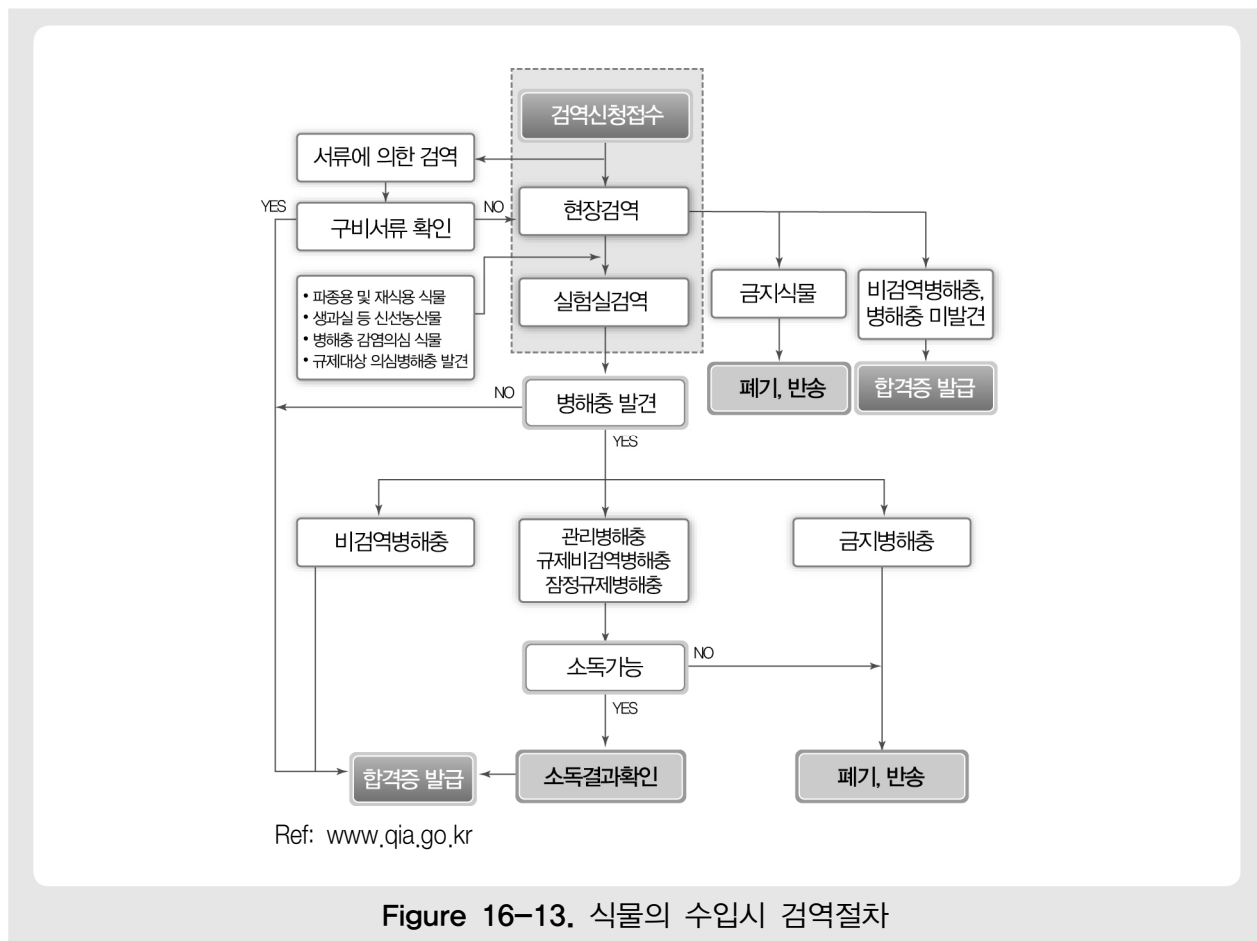 검역신청접수
서류에 의한 검역
YES
구비서류 확인
NO
현장검역
• 파종용 및 재식용 식물
• 생과실 등 신선농산물
• 병해충 감염의심 식물
• 규제대상 의심병해충 발견
실험실검역
금지식물
비검역병해충,
병해충 미발견
폐기, 반송
합격증 발급
NO
병해충 발견
YES
비검역병해충
관리병해충
규제비검역병해충
잠정규제병해충
금지병해충
소독가능
NO
YES
합격증 발급
소독결과확인
폐기, 반송
Ref: www.qia.go.kr
Figure 16-13. 식물의 수입시 검역절차